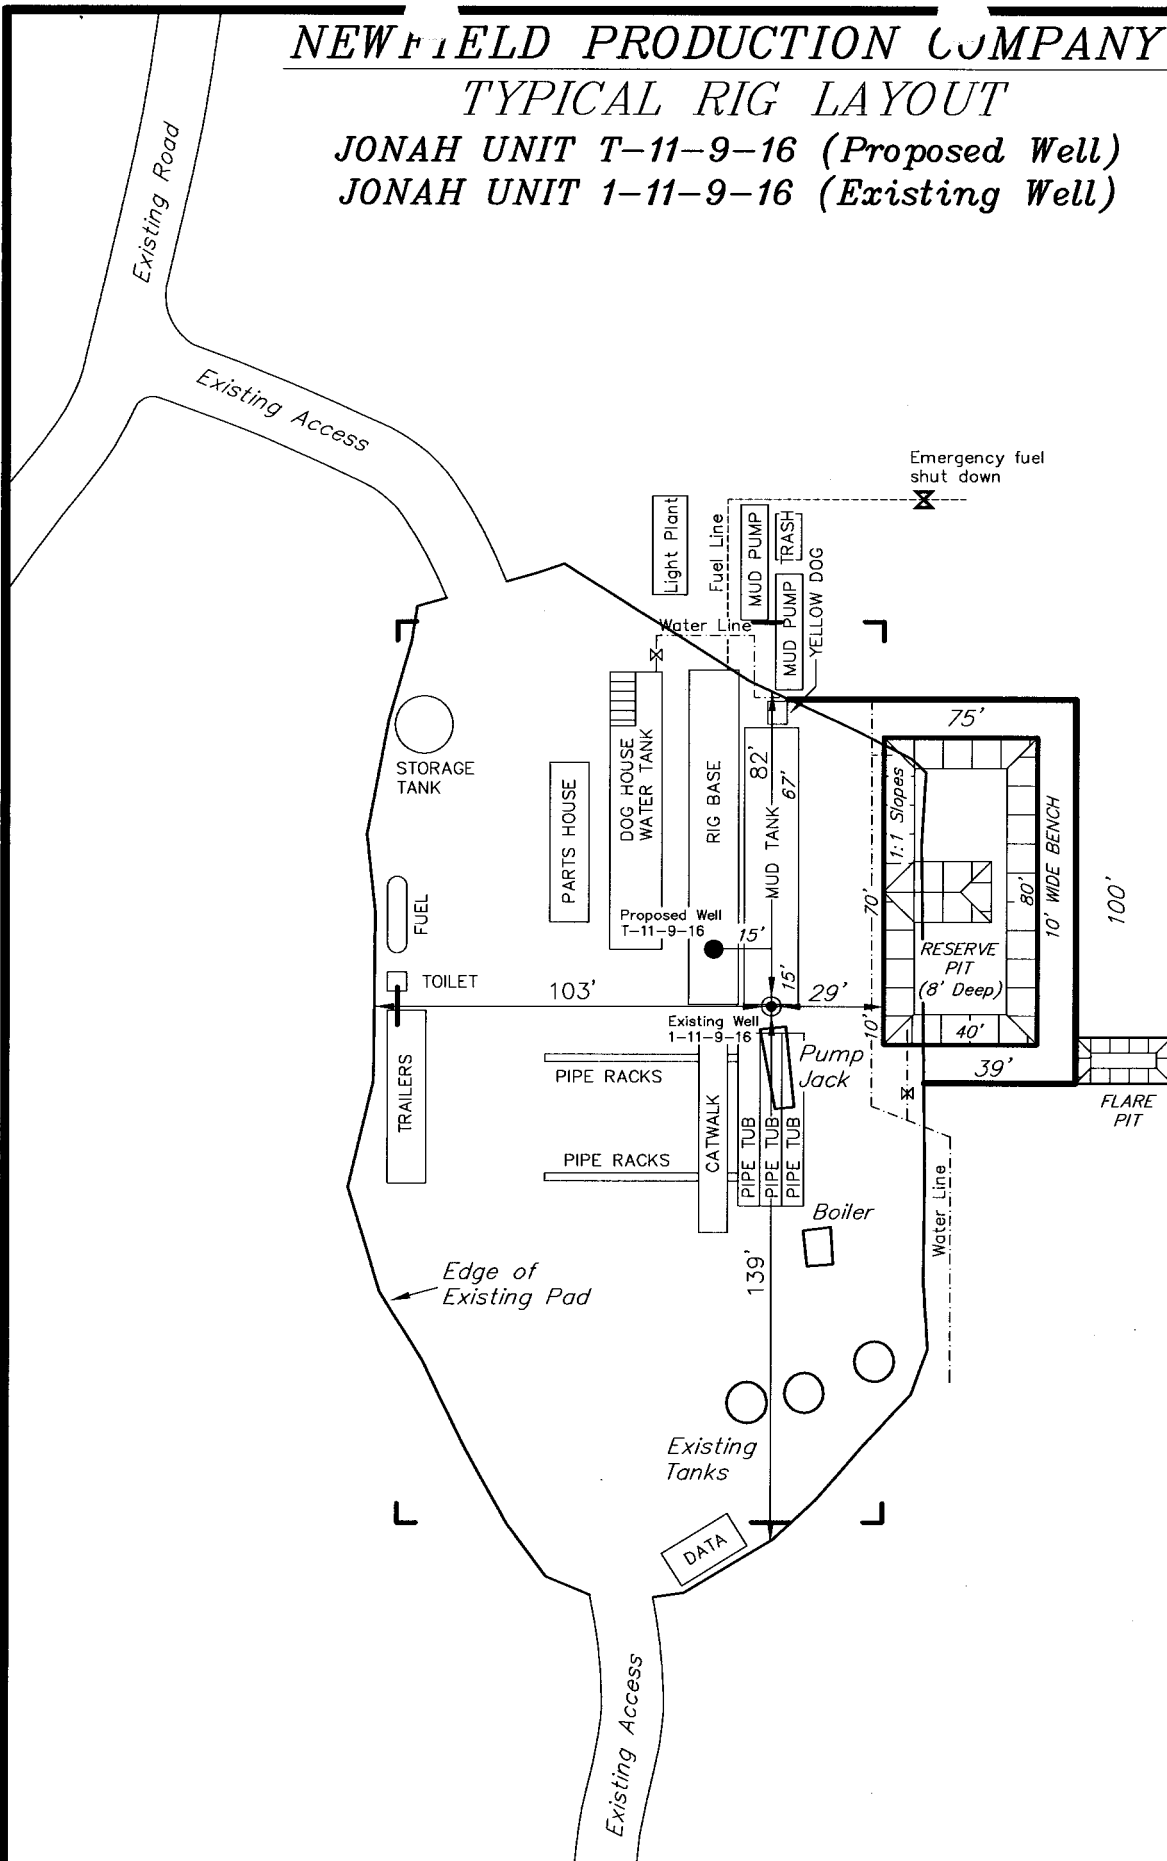 NEWFIELD PRODUCTION COMPANY
TYPICAL RIG LAYOUT
JONAH UNIT T-11-9-16 (Proposed Well)
JONAH UNIT 1-11-9-16 (Existing Well)
Existing Road
Existing Access
Emergency fuel
shut down
Light Plant
Fuel Line
MUD PUMP
TRASH
MUD PUMP
YELLOW DOG
Water Line
STORAGE
TANK
PARTS HOUSE
DOG HOUSE
WATER TANK
RIG BASE
82'
67'
MUD TANK
75'
1:1 Slopes
70'
80'
10' WIDE BENCH
100'
FUEL
Proposed Well
T-11-9-16
15'
RESERVE
PIT
(8' Deep)
TOILET
103'
15'
29'
10'
40'
39'
Existing Well
1-11-9-16
Pump
Jack
PIPE RACKS
TRAILERS
CATWALK
PIPE TUB
PIPE TUB
PIPE TUB
FLARE
PIT
PIPE RACKS
Boiler
Water Line
139'
Edge of
Existing Pad
Existing
Tanks
DATA
Existing Access